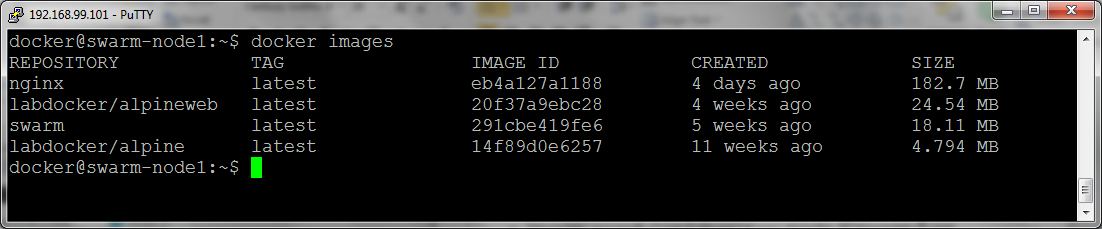 192.168.99.101 - PuTTY
docker@swarm-node1:~$ docker images
REPOSITORY TAG IMAGE ID CREATED SIZE
nginx latest eb4a127a1188 4 days ago 182.7 MB
labdocker/alpineweb latest 20f37a9ebc28 4 weeks ago 24.54 MB
swarm latest 291cbe419fe6 5 weeks ago 18.11 MB
labdocker/alpine latest 14f89d0e6257 11 weeks ago 4.794 MB
docker@swarm-node1:~$